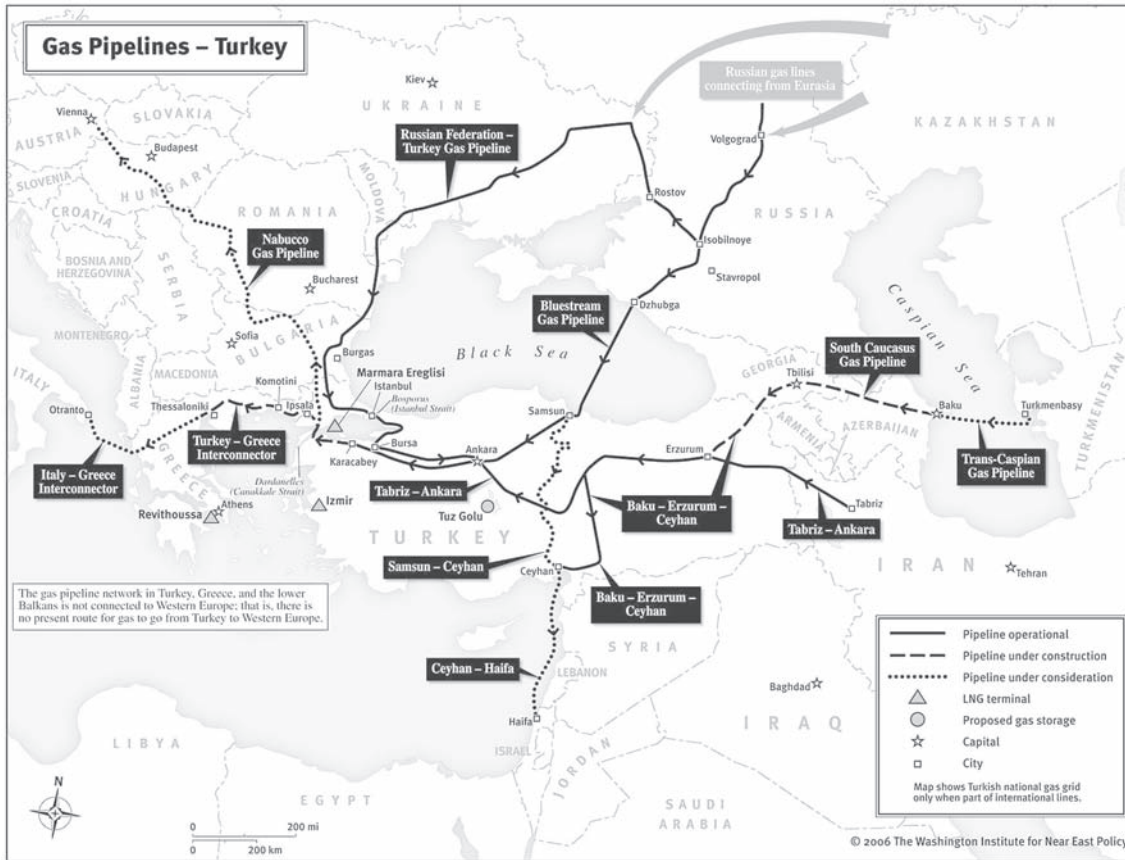 Gas Pipelines – Turkey
Kiev
UKRAINE
Russian gas lines
connecting from Eurasia
KAZAKHSTAN
Vienna
SLOVAKIA
AUSTRIA
Budapest
Russian Federation –
Turkey Gas Pipeline
Volgograd
SLOVENIA
HUNGARY
MOLDOVA
Rostov
RUSSIA
CROATIA
ROMANIA
Isobilnoye
BOSNIA AND
HERZEGOVINA
Nabucco
Gas Pipeline
SERBIA
Bucharest
Stavropol
Dzhubga
Caspian Sea
Bluestream
Gas Pipeline
MONTENEGRO
Sofia
BULGARIA
Black Sea
South Caucasus
Gas Pipeline
Burgas
GEORGIA
Tbilisi
ITALY
ALBANIA
MACEDONIA
Marmara Ereglisi
Komotini
Istanbul
Bosporus
(Istanbul Strait)
Otranto
Thessaloniki
Ipsala
Samsun
Baku
Turkmenbasy
TURKMENISTAN
ARMENIA
AZERBAIJAN
Turkey – Greece
Interconnector
Bursa
Karacabey
Ankara
Erzurum
Trans-Caspian
Gas Pipeline
Italy – Greece
Interconnector
GREECE
Dardanelles
(Canakkale Strait)
Tabriz – Ankara
Baku – Erzurum –
Ceyhan
Tabriz
Athens
Izmir
Revithoussa
Tuz Golu
Tabriz – Ankara
TURKEY
Samsun – Ceyhan
Ceyhan
IRAN
Tehran
The gas pipeline network in Turkey, Greece, and the lower
Balkans is not connected to Western Europe; that is, there is
no present route for gas to go from Turkey to Western Europe.
Baku – Erzurum –
Ceyhan
SYRIA
Ceyhan – Haifa
LEBANON
Baghdad
Haifa
IRAQ
LIBYA
ISRAEL
JORDAN
EGYPT
SAUDI
ARABIA
N
0 200 mi
0 200 km
Pipeline operational
Pipeline under construction
Pipeline under consideration
LNG terminal
Proposed gas storage
Capital
City
Map shows Turkish national gas grid
only when part of international lines.
© 2006 The Washington Institute for Near East Policy